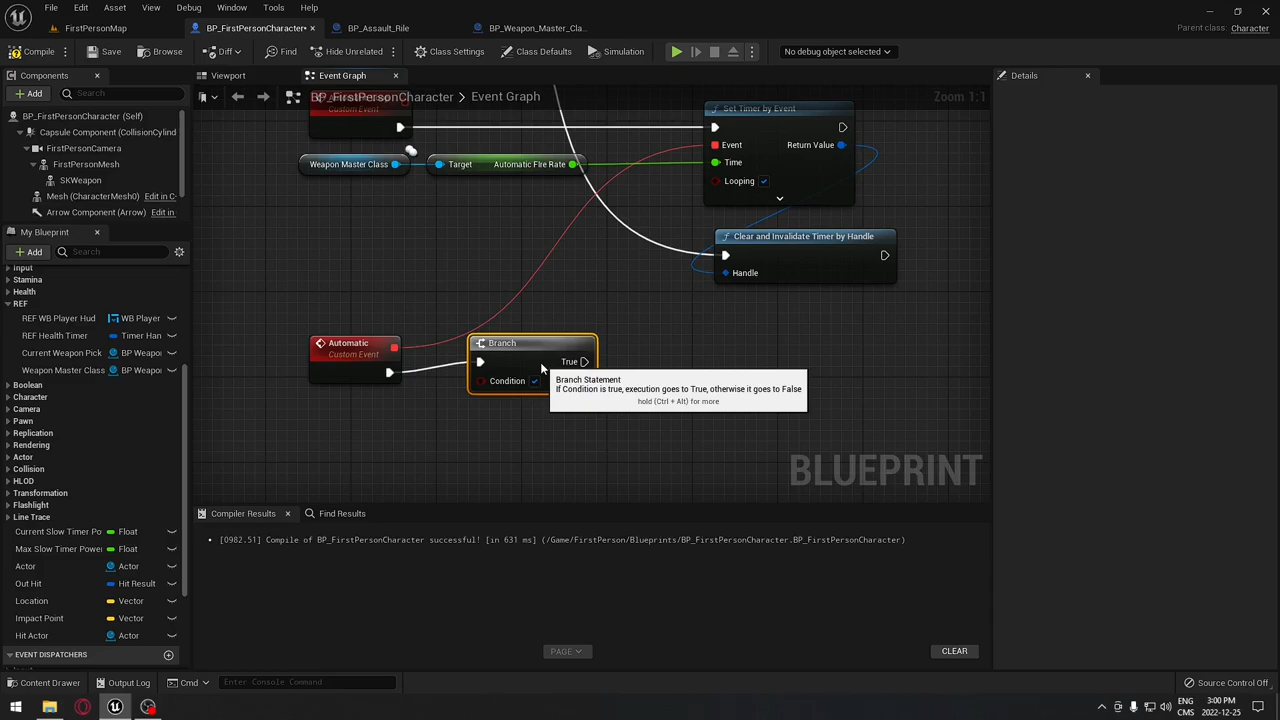 File Edit Asset View Debug Window Tools Help
Parent class: Character
FirstPersonMap
BP_FirstPersonCharacter*
BP_Assault_Rile
BP_Weapon_Master_Cla...
Compile
Save
Browse
Diff
Find
Hide Unrelated
Class Settings
Class Defaults
Simulation
No debug object selected
Components
Viewport
Event Graph
Details
Add
Search
BP_FirstPersonCharacter > Event Graph
Zoom 1:1
BP_FirstPersonCharacter (Self)
Capsule Component (CollisionCylind
FirstPersonCamera
FirstPersonMesh
SKWeapon
Mesh (CharacterMesh0) Edit in C
Arrow Component (Arrow) Edit in
Custom Event
Weapon Master Class
Target Automatic FIre Rate
Set Timer by Event
Event Return Value
Time
Looping
Clear and Invalidate Timer by Handle
Handle
My Blueprint
Add
Search
Input
Stamina
Health
REF
REF WB Player Hud WB Player
REF Health Timer Timer Han
Current Weapon Pick BP Weapo
Weapon Master Class BP Weapo
Boolean
Character
Camera
Pawn
Replication
Rendering
Actor
Collision
HLOD
Transformation
Flashlight
Line Trace
Current Slow Timer Po Float
Max Slow Timer Power Float
Actor Actor
Out Hit Hit Result
Location Vector
Impact Point Vector
Hit Actor Actor
EVENT DISPATCHERS
Automatic
Custom Event
Branch
True
Condition
Branch Statement
If Condition is true, execution goes to True, otherwise it goes to False
hold (Ctrl + Alt) for more
BLUEPRINT
Compiler Results
Find Results
[0982.51] Compile of BP_FirstPersonCharacter successful! [in 631 ms] (/Game/FirstPerson/Blueprints/BP_FirstPersonCharacter.BP_FirstPersonCharacter)
PAGE
CLEAR
Content Drawer
Output Log
Cmd
Enter Console Command
Source Control Off
ENG
CMS
3:00 PM
2022-12-25